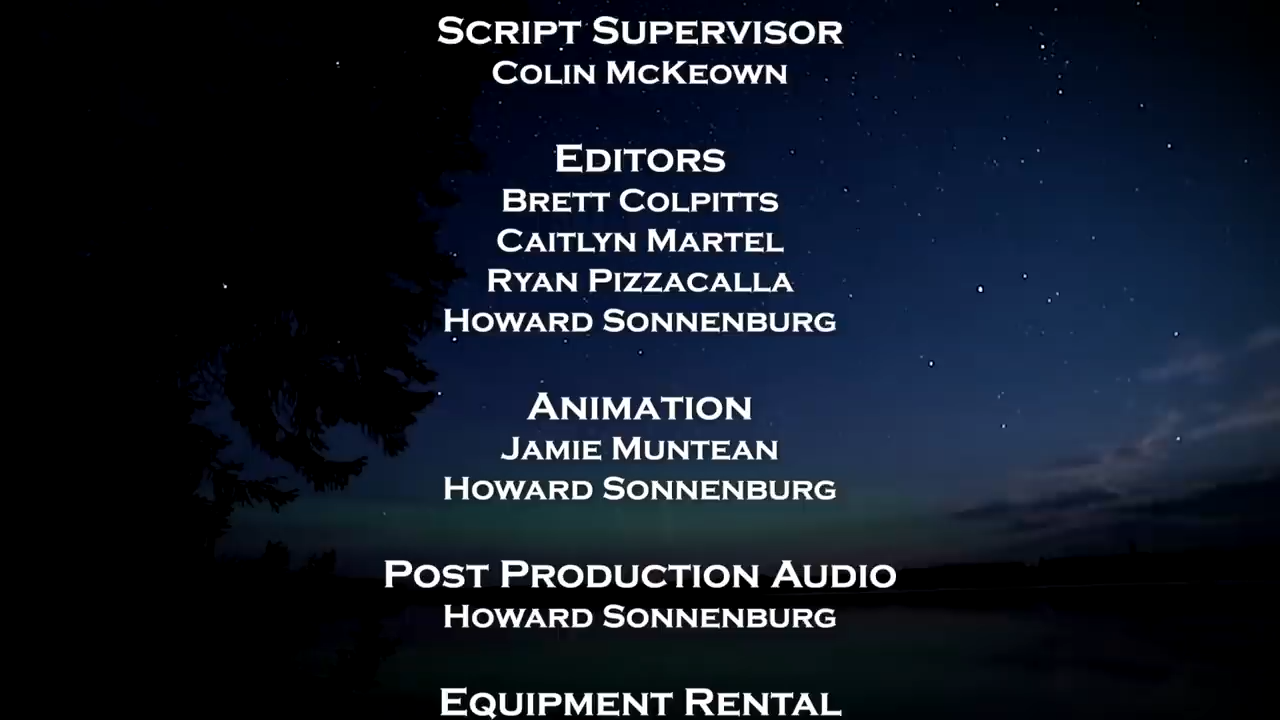 Script Supervisor
Colin McKeown
Editors
Brett Colpitts
Caitlyn Martel
Ryan Pizzacalla
Howard Sonnenburg
Animation
Jamie Muntean
Howard Sonnenburg
Post Production Audio
Howard Sonnenburg
Equipment Rental